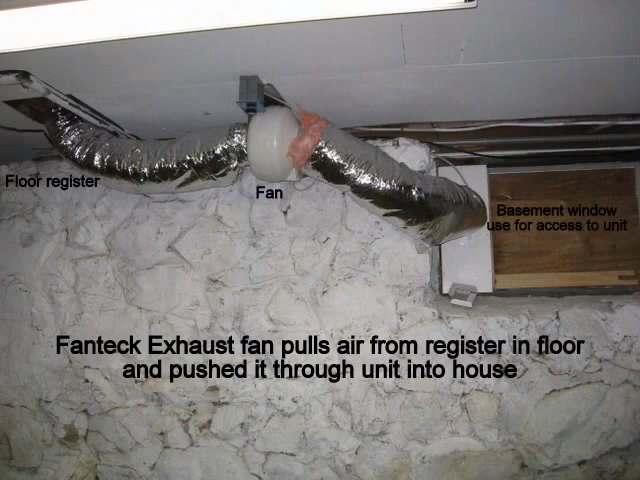 Floor register
Fan
Basement window
use for access to unit
Fanteck Exhaust fan pulls air from register in floor
and pushed it through unit into house